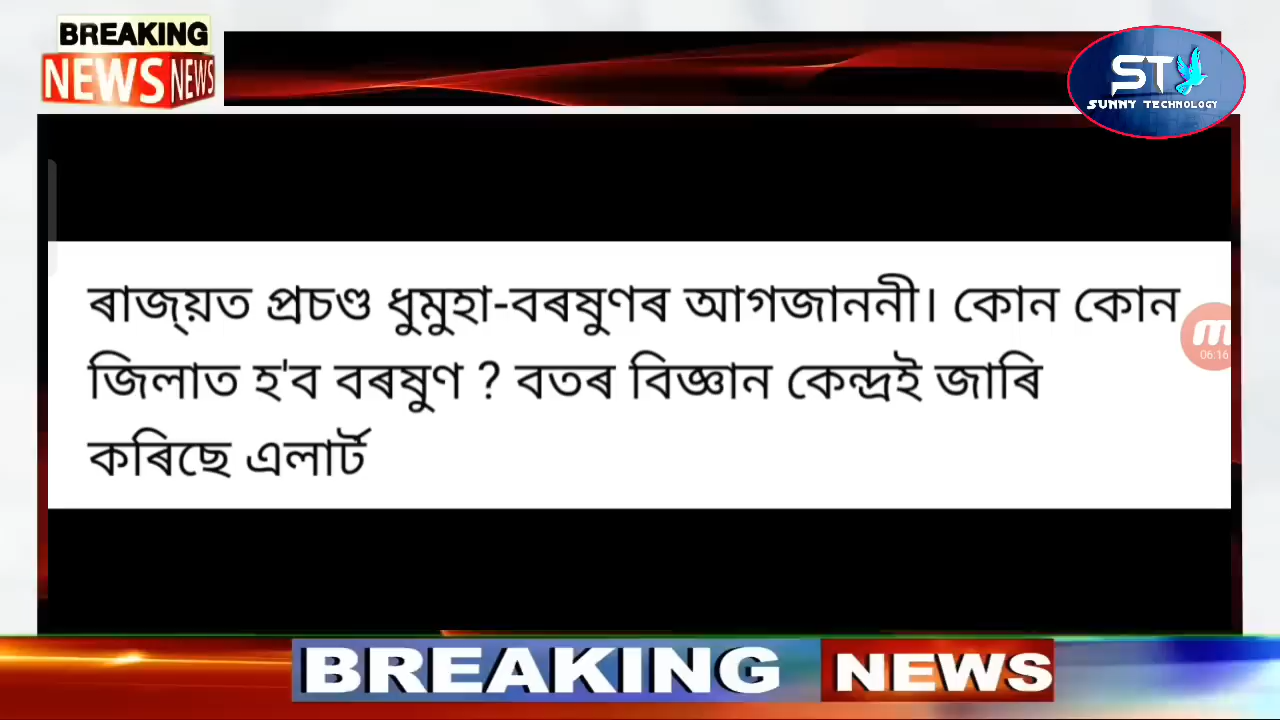 BREAKING
NEWS NEWS
ST
SUNNY TECHNOLOGY
ৰাজ্য়ত প্ৰচণ্ড ধুমুহা-বৰষুণৰ আগজাননী। কোন কোন
জিলাত হ'ব বৰষুণ ? বতৰ বিজ্ঞান কেন্দ্ৰই জাৰি
কৰিছে এলাৰ্ট
06:16
BREAKING NEWS